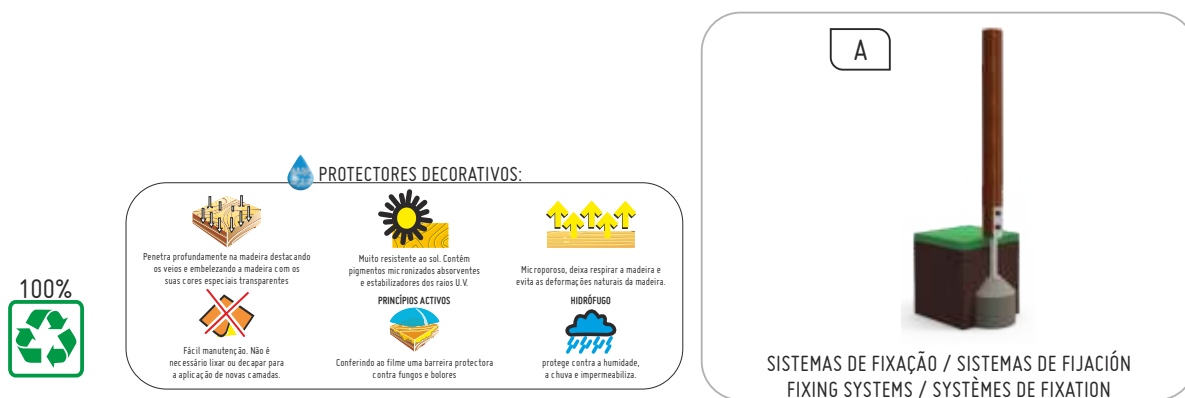 100%
PROTECTORES DECORATIVOS:
Penetra profundamente na madeira destacando
os veios e embelezando a madeira com os
suas cores especiais transparentes
Muito resistente ao sol. Contém
pigmentos micronizados absorventes
e estabilizadores dos raios U.V.
Microporoso, deixa respirar a madeira e
evita as deformações naturais da madeira.
Fácil manutenção. Não é
necessário lixar ou decapar para
a aplicação de novas camadas.
PRINCÍPIOS ACTIVOS
Conferindo ao filme uma barreira protectora
contra fungos e bolores
HIDRÓFUGO
protege contra a humidade,
a chuva e impermeabiliza.
A
SISTEMAS DE FIXAÇÃO / SISTEMAS DE FIJACIÓN
FIXING SYSTEMS / SYSTÈMES DE FIXATION